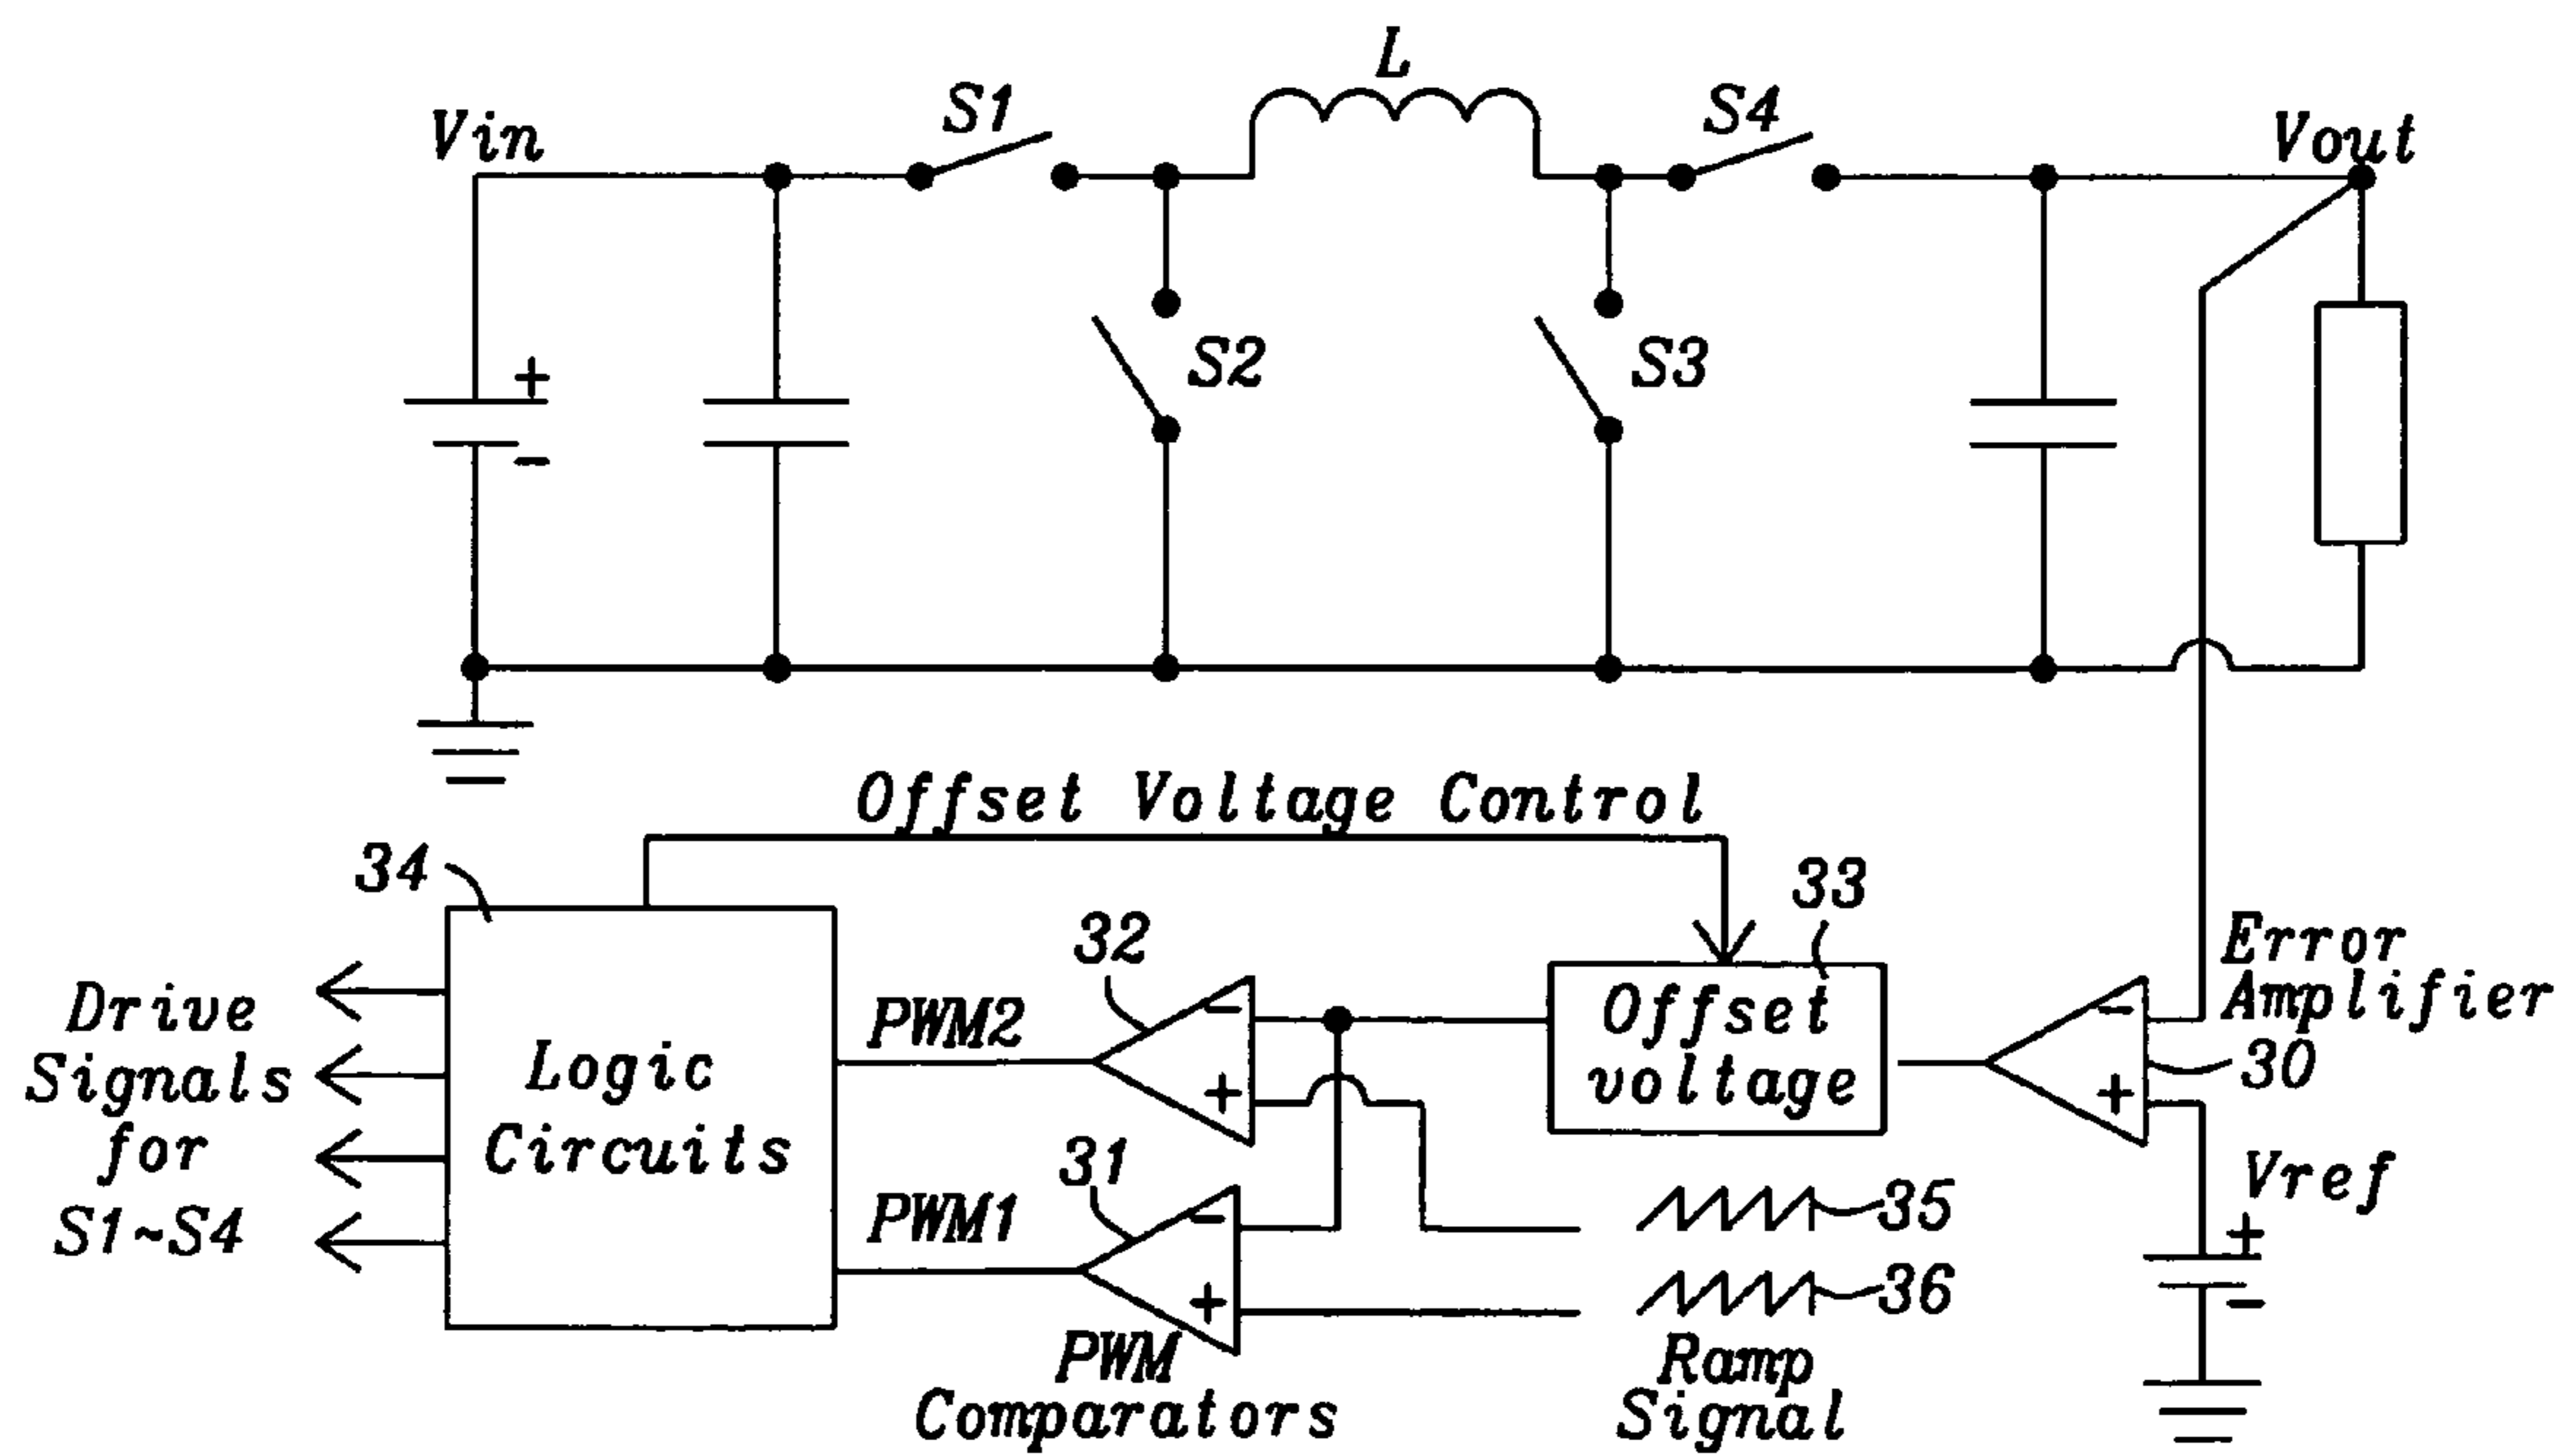 L
S1
S4
Vin
Vout
S2
S3
+
-
Offset Voltage Control
34
33
32
Error
Amplifier
30
Drive
Signals
for
S1~S4
Logic
Circuits
PWM2
-
+
Offset
voltage
-
+
31
PWM1
-
+
35
36
Vref
+
-
PWM
Comparators
Ramp
Signal